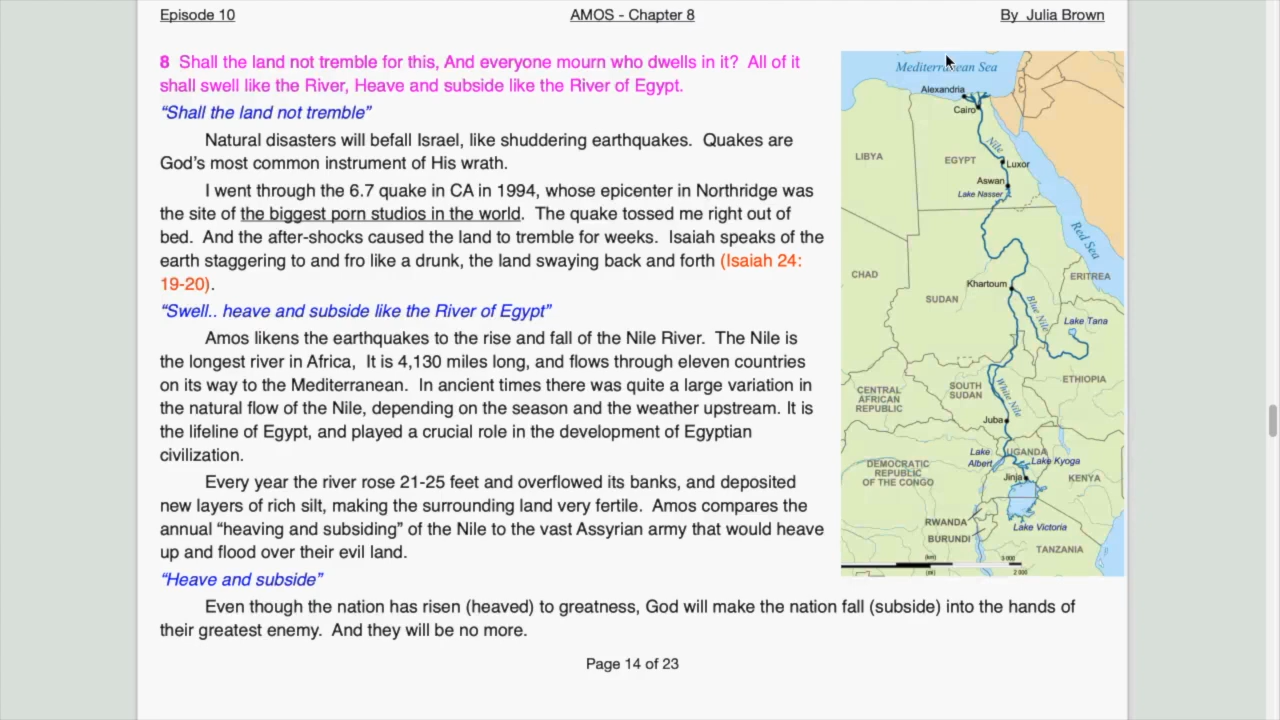 Episode 10
AMOS - Chapter 8
By Julia Brown
8 Shall the land not tremble for this, And everyone mourn who dwells in it? All of it
shall swell like the River, Heave and subside like the River of Egypt.
“Shall the land not tremble”
Natural disasters will befall Israel, like shuddering earthquakes. Quakes are
God’s most common instrument of His wrath.
I went through the 6.7 quake in CA in 1994, whose epicenter in Northridge was
the site of the biggest porn studios in the world. The quake tossed me right out of
bed. And the after-shocks caused the land to tremble for weeks. Isaiah speaks of the
earth staggering to and fro like a drunk, the land swaying back and forth (Isaiah 24:
19-20).
“Swell.. heave and subside like the River of Egypt”
Amos likens the earthquakes to the rise and fall of the Nile River. The Nile is
the longest river in Africa, It is 4,130 miles long, and flows through eleven countries
on its way to the Mediterranean. In ancient times there was quite a large variation in
the natural flow of the Nile, depending on the season and the weather upstream. It is
the lifeline of Egypt, and played a crucial role in the development of Egyptian
civilization.
Every year the river rose 21-25 feet and overflowed its banks, and deposited
new layers of rich silt, making the surrounding land very fertile. Amos compares the
annual “heaving and subsiding” of the Nile to the vast Assyrian army that would heave
up and flood over their evil land.
“Heave and subside”
Even though the nation has risen (heaved) to greatness, God will make the nation fall (subside) into the hands of
their greatest enemy. And they will be no more.
Page 14 of 23
Mediterranean Sea
Alexandria
Cairo
Nile
LIBYA
EGYPT
Luxor
Aswan
Lake Nasser
Red Sea
CHAD
ERITREA
Khartoum
SUDAN
Blue Nile
Lake Tana
ETHIOPIA
CENTRAL
AFRICAN
REPUBLIC
SOUTH
SUDAN
White Nile
Juba
Lake
Albert
UGANDA
Lake Kyoga
DEMOCRATIC
REPUBLIC
OF THE CONGO
Jinja
KENYA
RWANDA
Lake Victoria
BURUNDI
TANZANIA
(km)
3 000
2 000